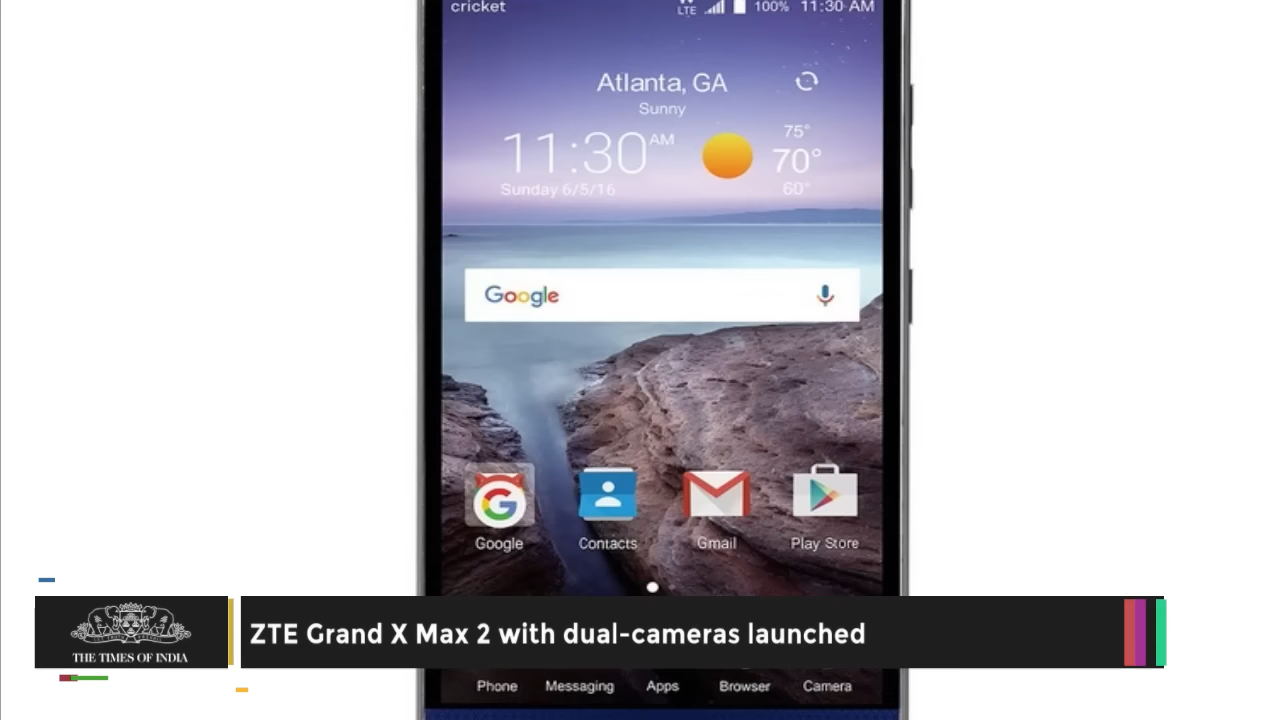 cricket LTE 100% 11:30 AM
Atlanta, GA
Sunny
11:30 AM
75°
70°
60°
Sunday 6/5/16
Google
Google Contacts Gmail Play Store
ZTE Grand X Max 2 with dual-cameras launched
THE TIMES OF INDIA
Phone Messaging Apps Browser Camera